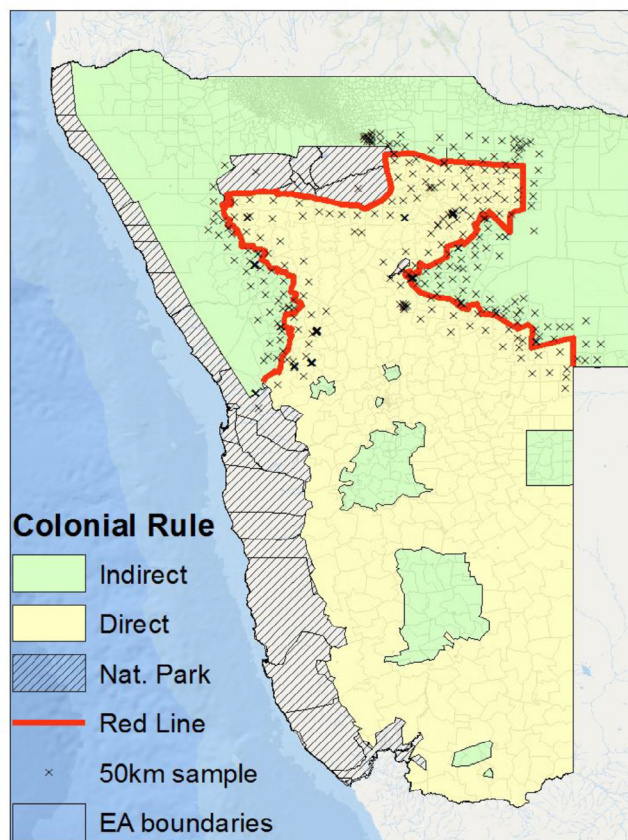 Colonial Rule
Indirect
Direct
Nat. Park
Red Line
50km sample
EA boundaries